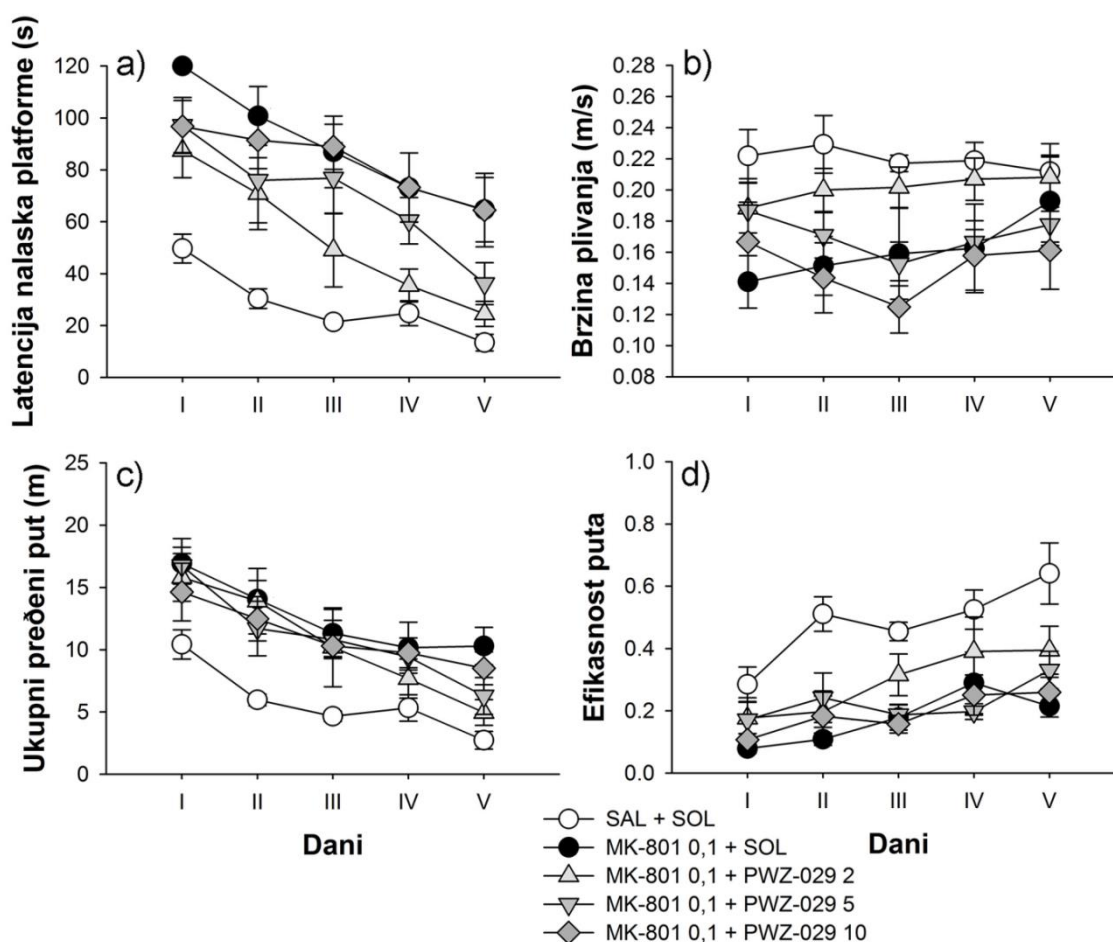 a)
Latencija nalaska platforme (s)
120
100
80
60
40
20
0
I II III IV V
b)
Brzina plivanja (m/s)
0.28
0.26
0.24
0.22
0.20
0.18
0.16
0.14
0.12
0.10
0.08
I II III IV V
c)
Ukupni preðeni put (m)
25
20
15
10
5
0
I II III IV V
Dani
d)
Efikasnost puta
1.0
0.8
0.6
0.4
0.2
0.0
I II III IV V
Dani
SAL + SOL
MK-801 0,1 + SOL
MK-801 0,1 + PWZ-029 2
MK-801 0,1 + PWZ-029 5
MK-801 0,1 + PWZ-029 10